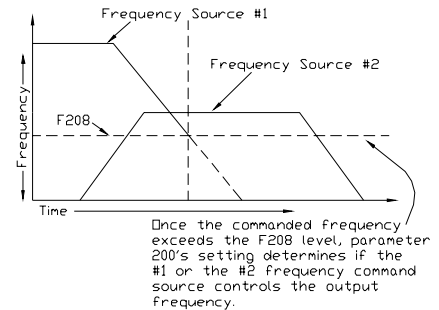 Frequency Source #1
Frequency Source #2
F208
Frequency
Time
Once the commanded frequency
exceeds the F208 level, parameter
200's setting determines if the
#1 or the #2 frequency command
source controls the output
frequency.